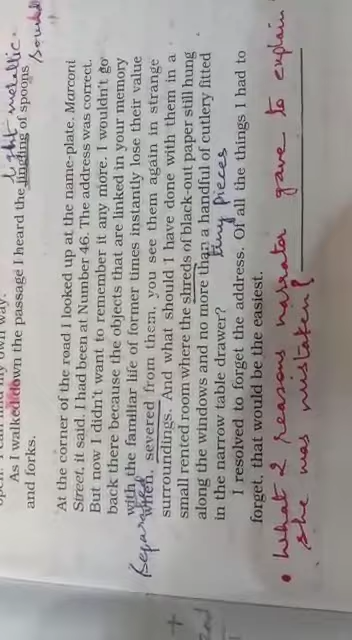 light metallic.
sound
own way.
As I walked down the passage I heard the jingling of spoons
and forks.
At the corner of the road I looked up at the name-plate. Marconi
Street, it said. I had been at Number 46. The address was correct.
But now I didn't want to remember it any more. I wouldn't go
back there because the objects that are linked in your memory
with the familiar life of former times instantly lose their value
Separated
when, severed from them, you see them again in strange
surroundings. And what should I have done with them in a
small rented room where the shreds of black-out paper still hung
along the windows and no more than a handful of cutlery fitted
tiny pieces
in the narrow table drawer?
I resolved to forget the address. Of all the things I had to
forget, that would be the easiest.
• What 2 reasons narrator gave to explain
she was mistaken?